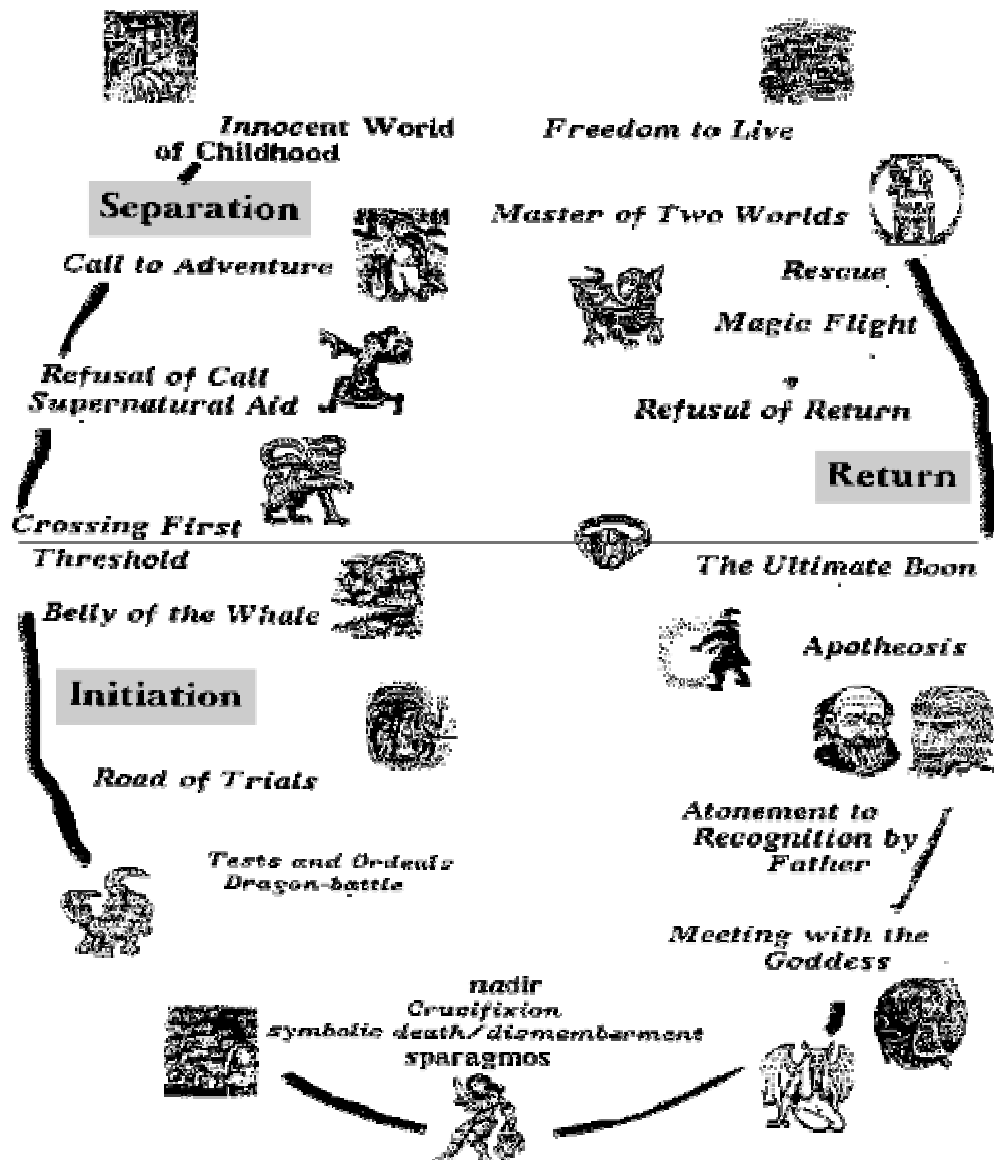 Innocent World
of Childhood
Separation
Call to Adventure
Refusal of Call
Supernatural Aid
Crossing First
Threshold
Belly of the Whale
Initiation
Road of Trials
Tests and Ordeals
Dragon-battle
nadir
Crucifixion
symbolic death/dismemberment
sparagmos
Meeting with the
Goddess
Atonement to
Recognition by
Father
Apotheosis
The Ultimate Boon
Return
Refusal of Return
Magic Flight
Rescue
Master of Two Worlds
Freedom to Live